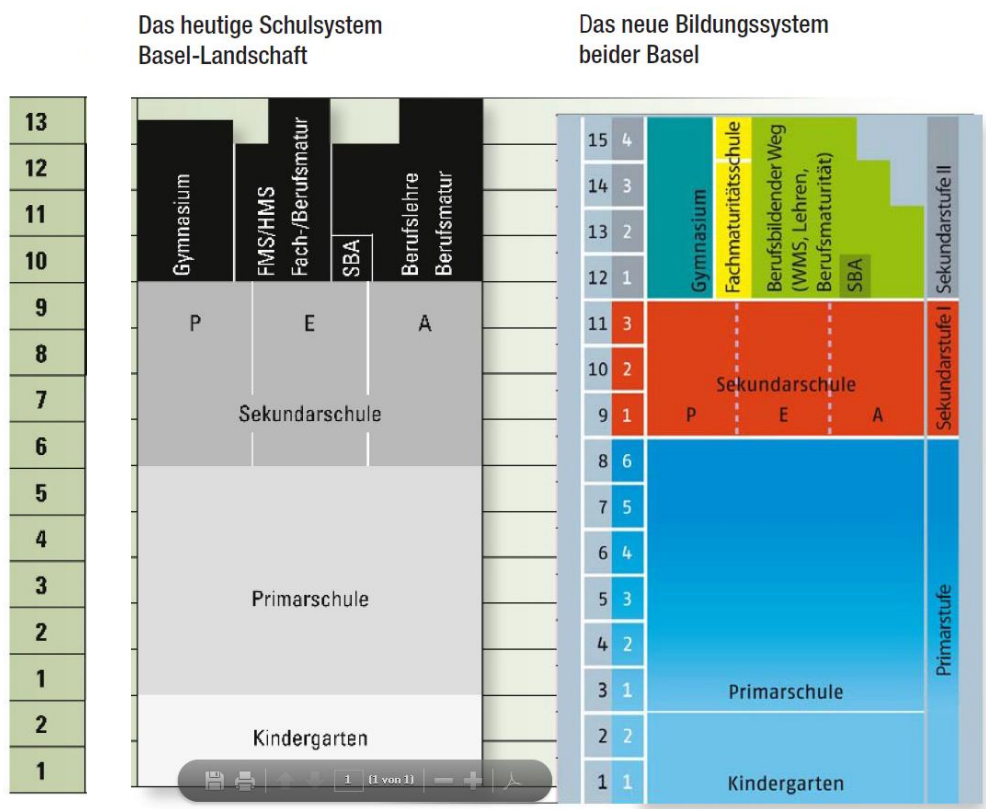 Das heutige Schulsystem
Basel-Landschaft
13
12
11
10
9
8
7
6
5
4
3
2
1
2
1
Gymnasium
FMS/HMS
Fach-/Berufsmatur
SBA
Berufslehre
Berufsmatur
P E A
Sekundarschule
Primarschule
Kindergarten
1 (1 von 1)
Das neue Bildungssystem
beider Basel
15 4
14 3
13 2
12 1
11 3
10 2
9 1
8 6
7 5
6 4
5 3
4 2
3 1
2 2
1 1
Gymnasium
Fachmaturitätsschule
Berufsbildender Weg
(WMS, Lehren,
Berufsmaturität)
SBA
Sekundarstufe II
Sekundarschule
P E A
Sekundarstufe I
Primarschule
Kindergarten
Primarstufe